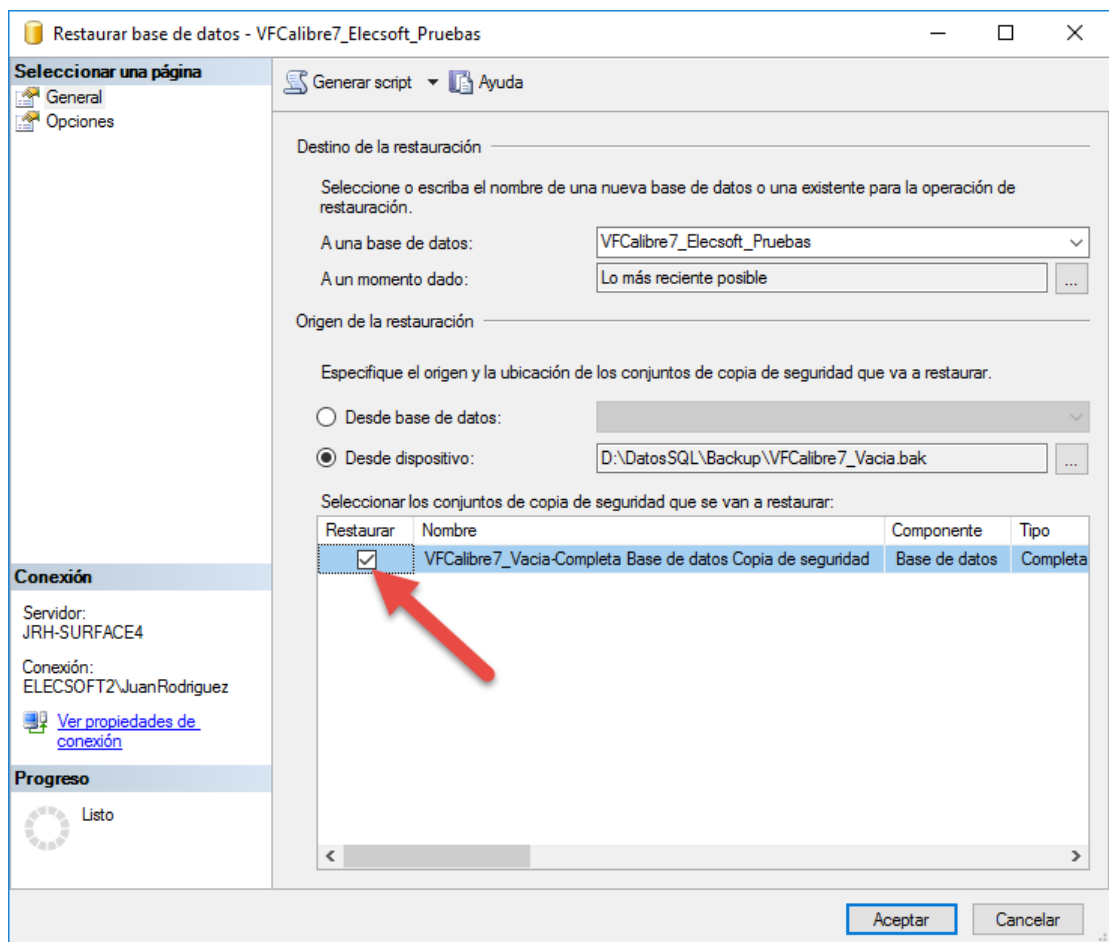 Restaurar base de datos - VFCalibre7_Elecsoft_Pruebas
Seleccionar una página
General
Opciones
Generar script
Ayuda
Destino de la restauración
Seleccione o escriba el nombre de una nueva base de datos o una existente para la operación de
restauración.
A una base de datos:
VFCalibre7_Elecsoft_Pruebas
A un momento dado:
Lo más reciente posible
...
Origen de la restauración
Especifique el origen y la ubicación de los conjuntos de copia de seguridad que va a restaurar.
Desde base de datos:
Desde dispositivo:
D:\DatosSQL\Backup\VFCalibre7_Vacia.bak
...
Seleccionar los conjuntos de copia de seguridad que se van a restaurar:
Restaurar Nombre Componente Tipo
VFCalibre7_Vacia-Completa Base de datos Copia de seguridad Base de datos Completa
Conexión
Servidor:
JRH-SURFACE4
Conexión:
ELECSOFT2\JuanRodriguez
Ver propiedades de
conexión
Progreso
Listo
Aceptar
Cancelar